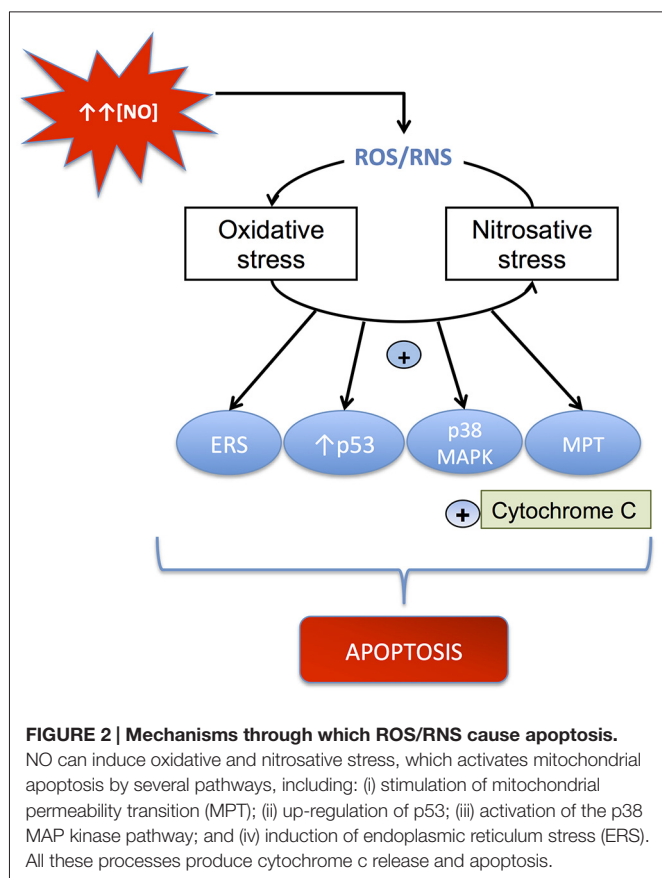 ↑↑[NO]
ROS/RNS
Oxidative
stress
Nitrosative
stress
+
ERS
↑p53
p38
MAPK
MPT
+
Cytochrome C
APOPTOSIS
FIGURE 2 | Mechanisms through which ROS/RNS cause apoptosis.
NO can induce oxidative and nitrosative stress, which activates mitochondrial
apoptosis by several pathways, including: (i) stimulation of mitochondrial
permeability transition (MPT); (ii) up-regulation of p53; (iii) activation of the p38
MAP kinase pathway; and (iv) induction of endoplasmic reticulum stress (ERS).
All these processes produce cytochrome c release and apoptosis.